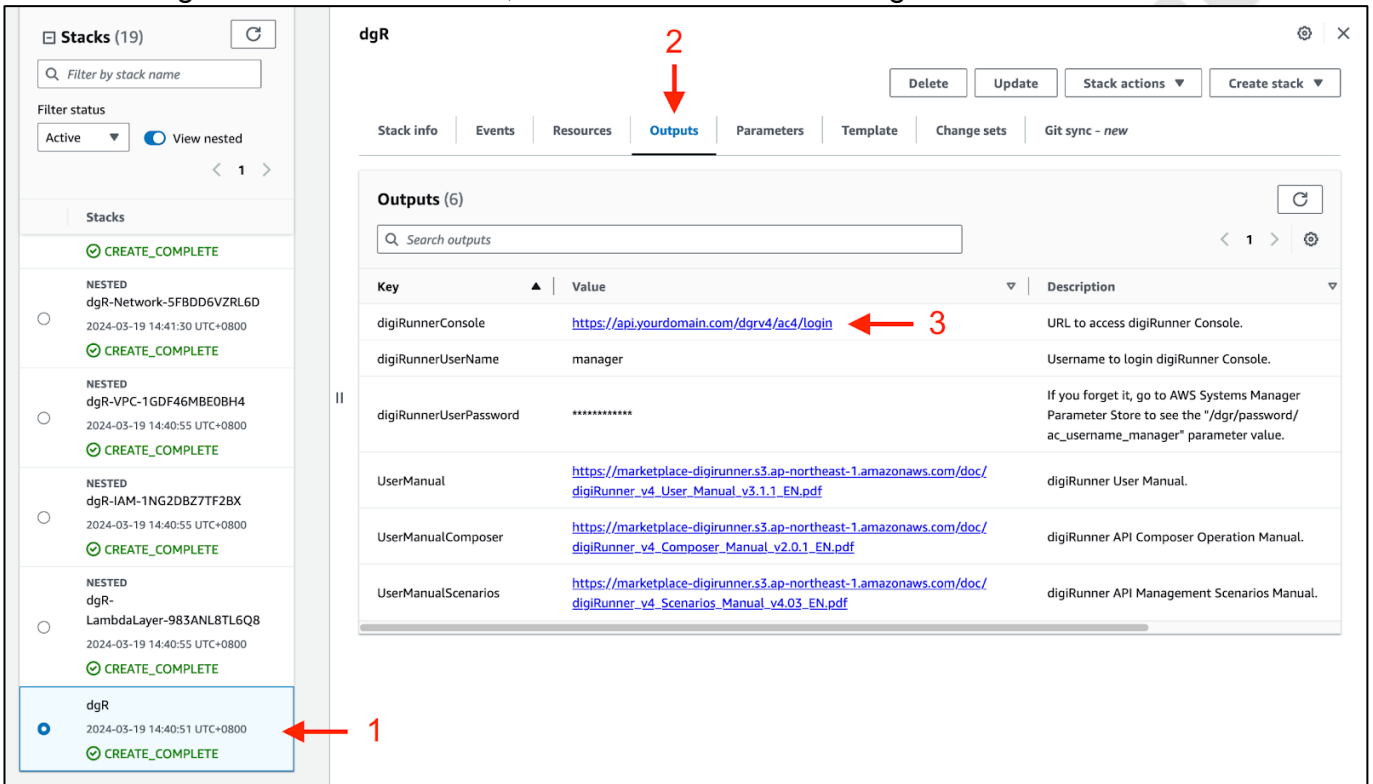 Stacks (19)
Filter by stack name
Filter status
Active
View nested
1
Stacks
CREATE_COMPLETE
NESTED
dgR-Network-5FBDD6VZRL6D
2024-03-19 14:41:30 UTC+0800
CREATE_COMPLETE
NESTED
dgR-VPC-1GDF46MBE0BH4
2024-03-19 14:40:55 UTC+0800
CREATE_COMPLETE
NESTED
dgR-IAM-1NG2DBZ7TF2BX
2024-03-19 14:40:55 UTC+0800
CREATE_COMPLETE
NESTED
dgR-
LambdaLayer-983ANL8TL6Q8
2024-03-19 14:40:55 UTC+0800
CREATE_COMPLETE
dgR
2024-03-19 14:40:51 UTC+0800
CREATE_COMPLETE
1
dgR
2
Delete Update Stack actions Create stack
Stack info Events Resources Outputs Parameters Template Change sets Git sync - new
Outputs (6)
Search outputs
1
Key Value Description
digiRunnerConsole https://api.yourdomain.com/dgrv4/ac4/login 3 URL to access digiRunner Console.
digiRunnerUserName manager Username to login digiRunner Console.
If you forget it, go to AWS Systems Manager
digiRunnerUserPassword ************ Parameter Store to see the "/dgr/password/
ac_username_manager" parameter value.
https://marketplace-digirunner.s3.ap-northeast-1.amazonaws.com/doc/
UserManual digiRunner User Manual.
digiRunner_v4_User_Manual_v3.1.1_EN.pdf
https://marketplace-digirunner.s3.ap-northeast-1.amazonaws.com/doc/
UserManualComposer digiRunner API Composer Operation Manual.
digiRunner_v4_Composer_Manual_v2.0.1_EN.pdf
https://marketplace-digirunner.s3.ap-northeast-1.amazonaws.com/doc/
UserManualScenarios digiRunner API Management Scenarios Manual.
digiRunner_v4_Scenarios_Manual_v4.03_EN.pdf